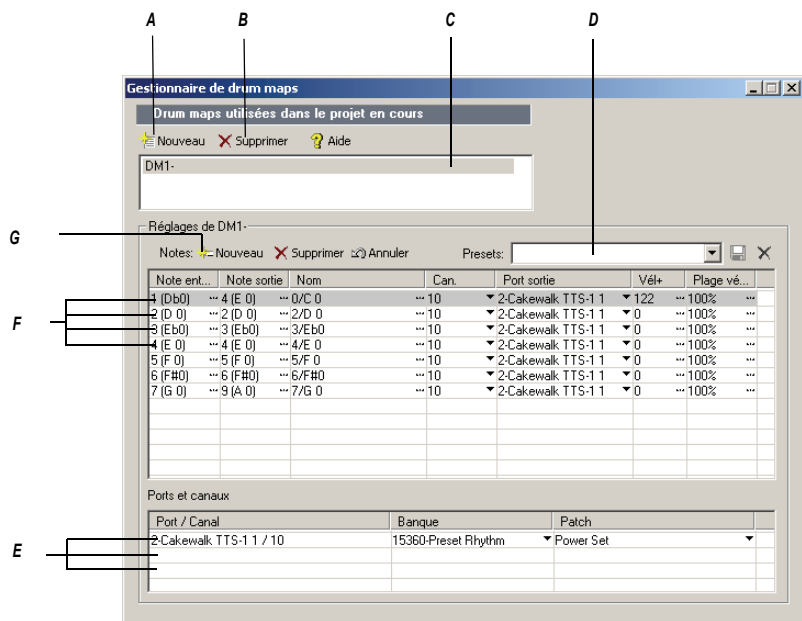 A B C D
Gestionnaire de drum maps
Drum maps utilisées dans le projet en cours
Nouveau Supprimer Aide
DM1-
G
Réglages de DM1-
Notes: Nouveau Supprimer Annuler Presets:
Note ent... Note sortie Nom Can. Port sortie Vél+ Plage vé...
F
1 (Db0) ... 4 (E 0) ... 0/C 0 ... 10 2-Cakewalk TTS-1 1 122 ... 100% ...
2 (D 0) ... 2 (D 0) ... 2/D 0 ... 10 2-Cakewalk TTS-1 1 0 ... 100% ...
3 (Eb0) ... 3 (Eb0) ... 3/Eb0 ... 10 2-Cakewalk TTS-1 1 0 ... 100% ...
4 (E 0) ... 4 (E 0) ... 4/E 0 ... 10 2-Cakewalk TTS-1 1 0 ... 100% ...
5 (F 0) ... 5 (F 0) ... 5/F 0 ... 10 2-Cakewalk TTS-1 1 0 ... 100% ...
6 (F#0) ... 6 (F#0) ... 6/F#0 ... 10 2-Cakewalk TTS-1 1 0 ... 100% ...
7 (G 0) ... 9 (A 0) ... 7/G 0 ... 10 2-Cakewalk TTS-1 1 0 ... 100% ...
Ports et canaux
Port / Canal Banque Patch
2-Cakewalk TTS-1 1 / 10 15360-Preset Rhythm Power Set
E